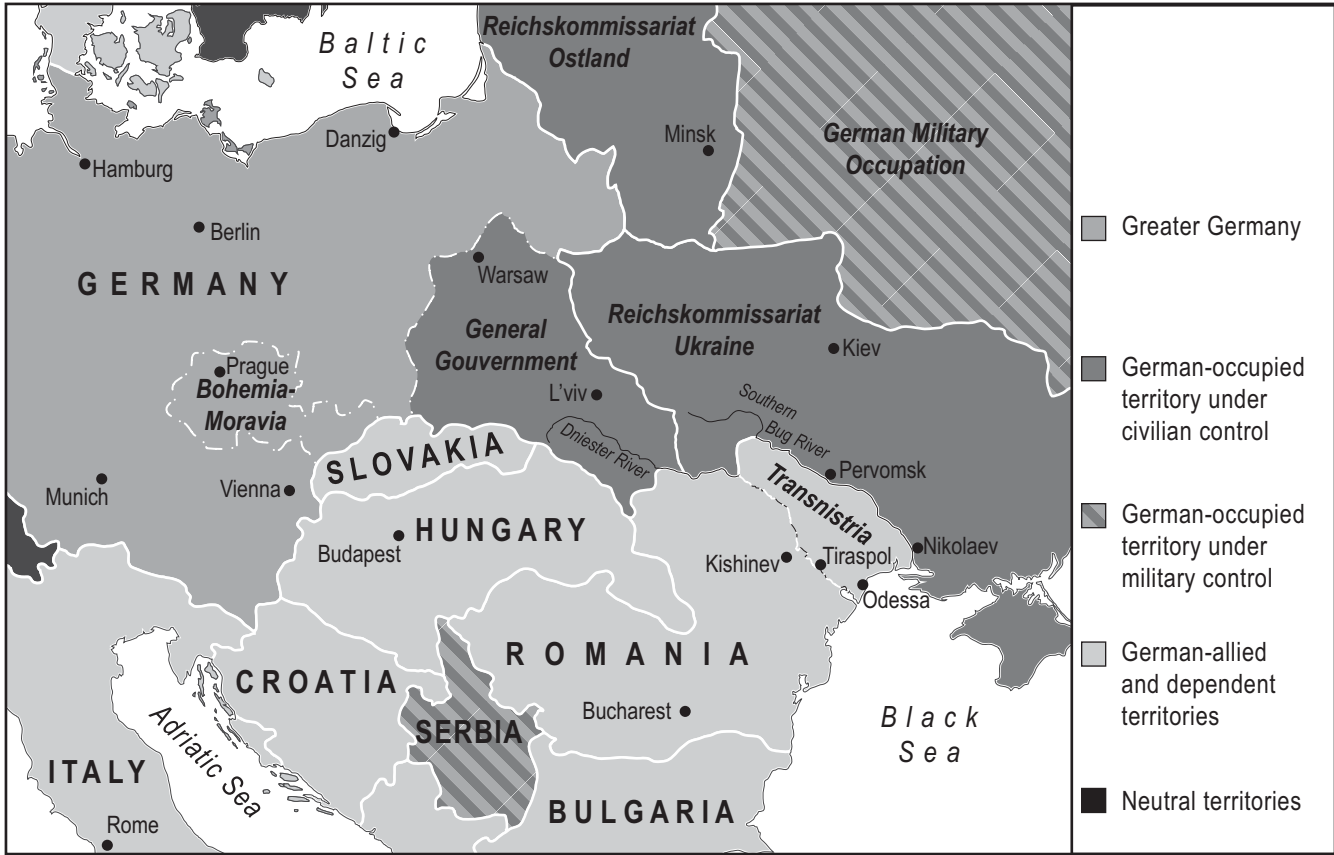 Reichskommissariat
Ostland
Baltic
Sea
Minsk
German Military
Occupation
Danzig
Hamburg
Berlin
GERMANY
Warsaw
General
Gouvernment
Reichskommissariat
Ukraine
Kiev
Prague
Bohemia-
Moravia
L'viv
Southern
Bug River
Dniester River
SLOVAKIA
Munich
Vienna
Pervomsk
Transnistria
HUNGARY
Budapest
Kishinev
Tiraspol
Nikolaev
Odessa
ROMANIA
CROATIA
Bucharest
SERBIA
Black
Sea
Adriatic Sea
ITALY
BULGARIA
Rome
Greater Germany
German-occupied
territory under
civilian control
German-occupied
territory under
military control
German-allied
and dependent
territories
Neutral territories